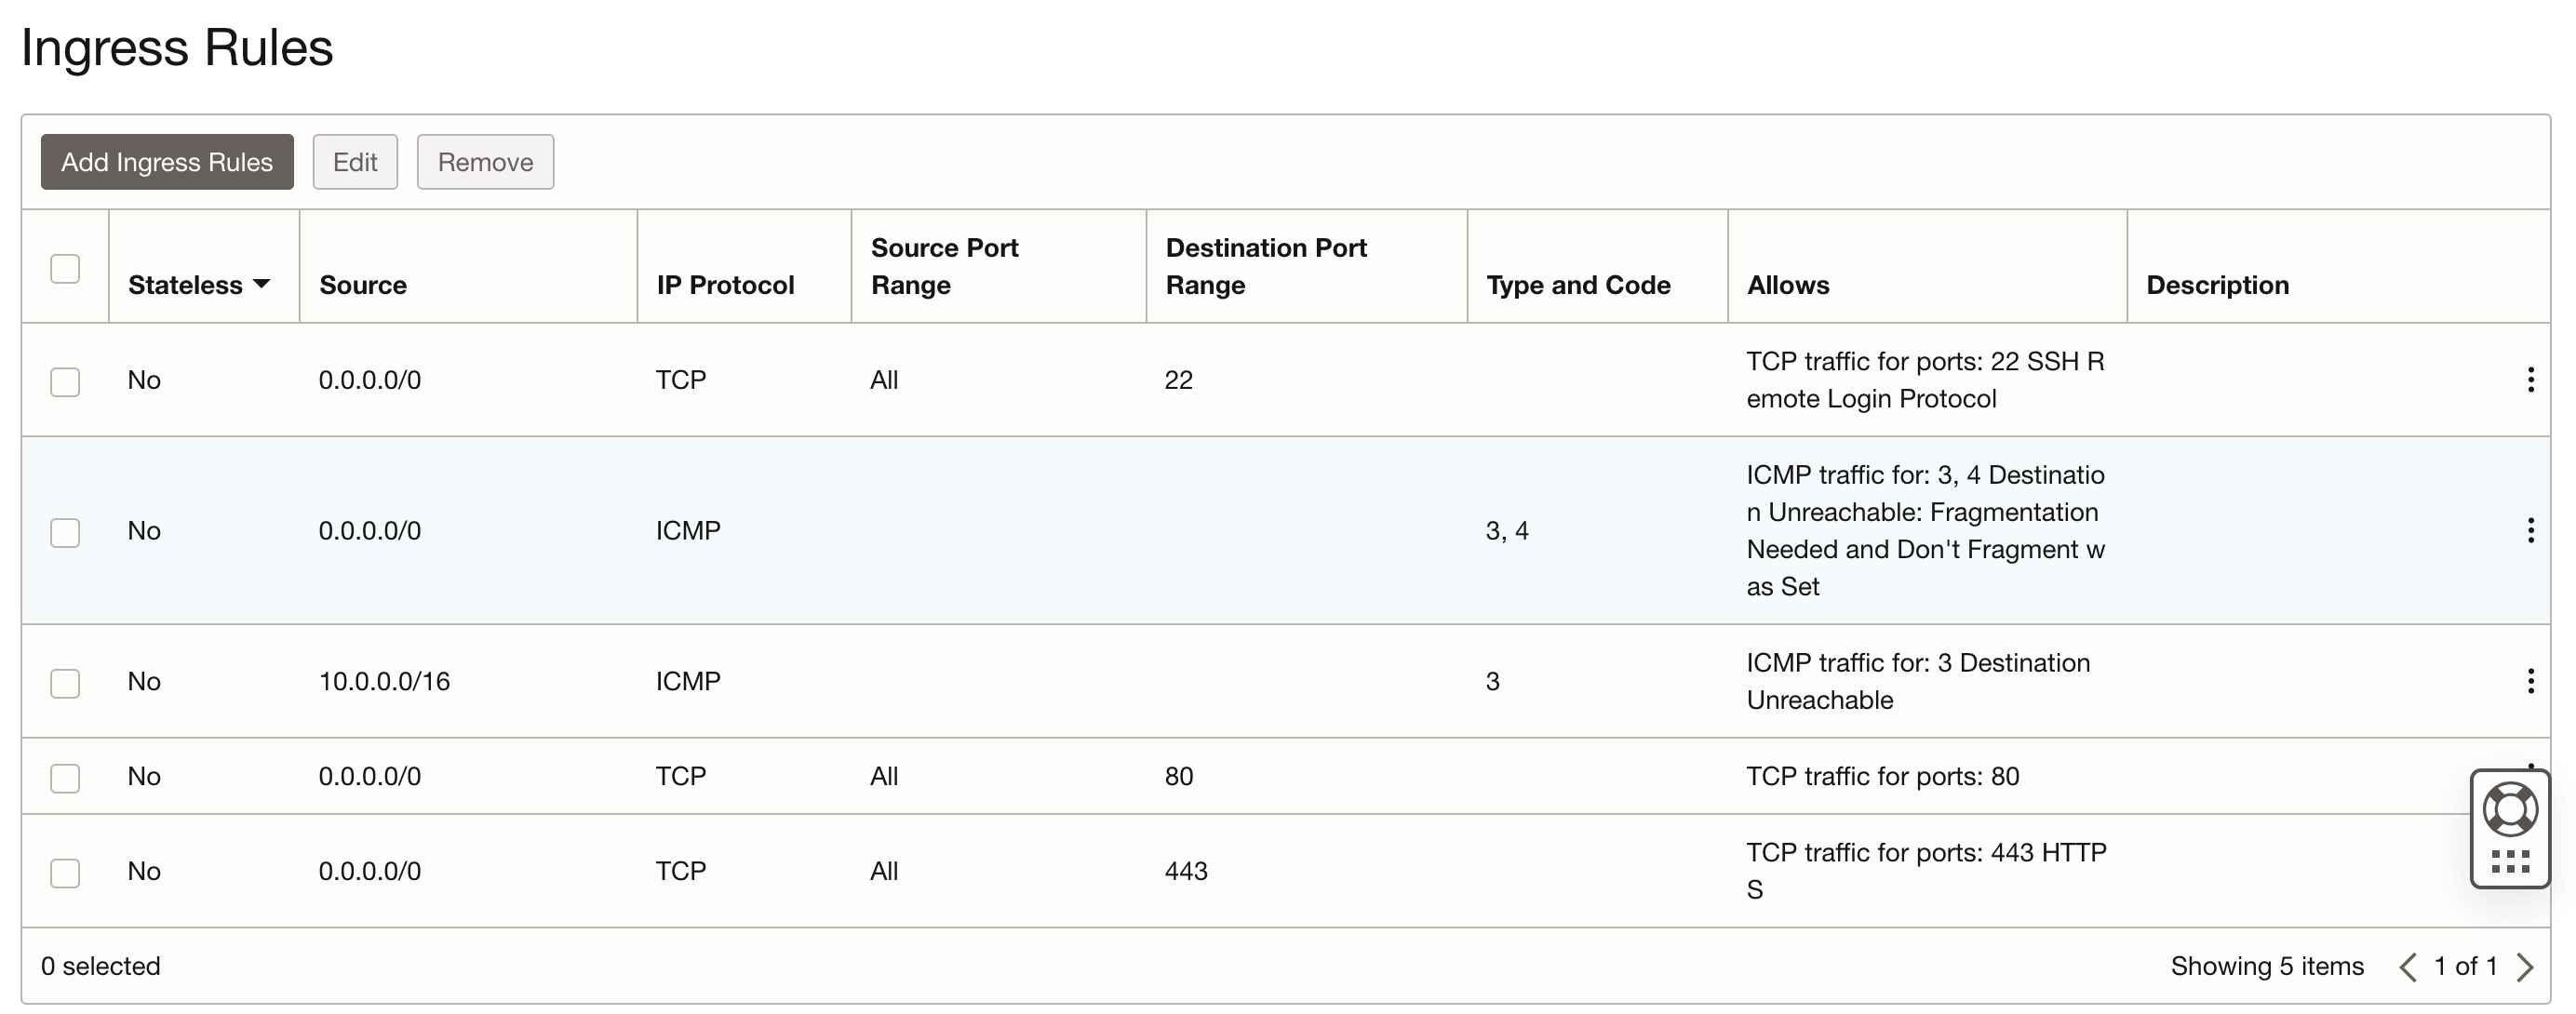 Ingress Rules
Add Ingress Rules Edit Remove
Stateless Source IP Protocol Source Port Range Destination Port Range Type and Code Allows Description
No 0.0.0.0/0 TCP All 22 TCP traffic for ports: 22 SSH R
emote Login Protocol
No 0.0.0.0/0 ICMP 3, 4 ICMP traffic for: 3, 4 Destinatio
n Unreachable: Fragmentation
Needed and Don't Fragment w
as Set
No 10.0.0.0/16 ICMP 3 ICMP traffic for: 3 Destination
Unreachable
No 0.0.0.0/0 TCP All 80 TCP traffic for ports: 80
No 0.0.0.0/0 TCP All 443 TCP traffic for ports: 443 HTTP
S
0 selected Showing 5 items 1 of 1